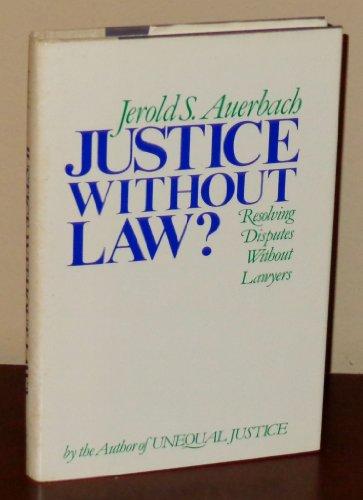 Jerold S. Auerbach
JUSTICE
WITHOUT
LAW?
Resolving
Disputes
Without
Lawyers
by the Author of UNEQUAL JUSTICE